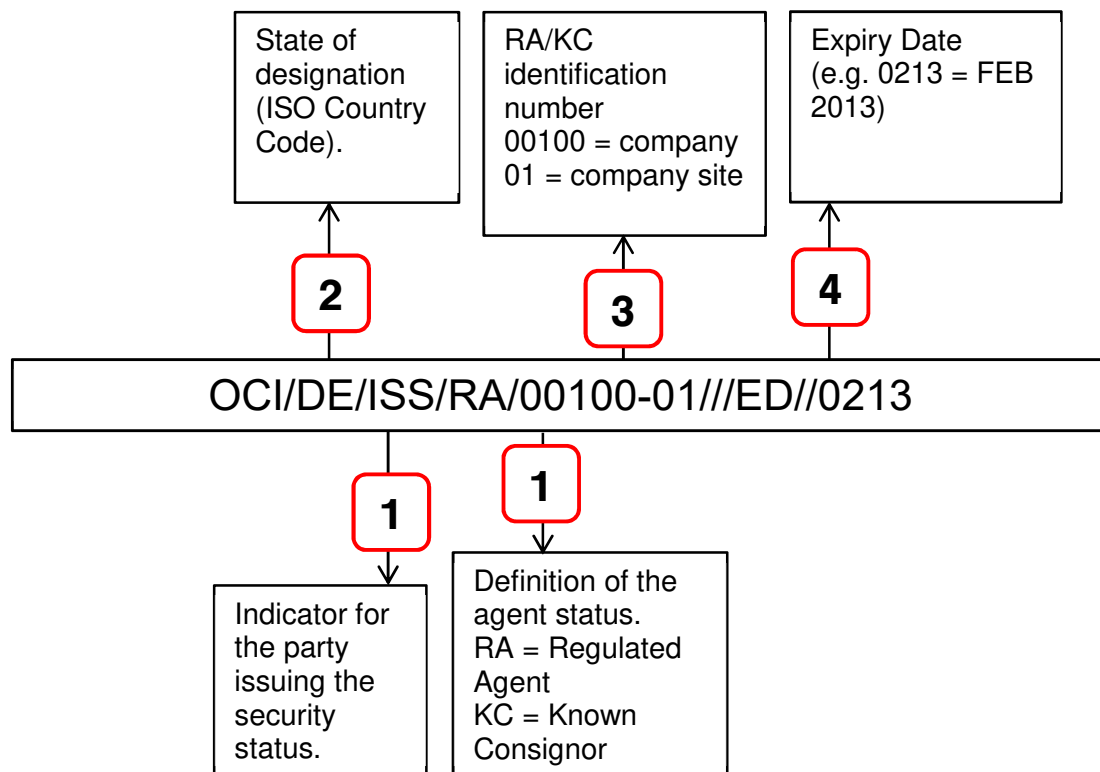 State of
designation
(ISO Country
Code).
RA/KC
identification
number
00100 = company
01 = company site
Expiry Date
(e.g. 0213 = FEB
2013)
2
3
4
OCI/DE/ISS/RA/00100-01///ED//0213
1
1
Indicator for
the party
issuing the
security
status.
Definition of the
agent status.
RA = Regulated
Agent
KC = Known
Consignor